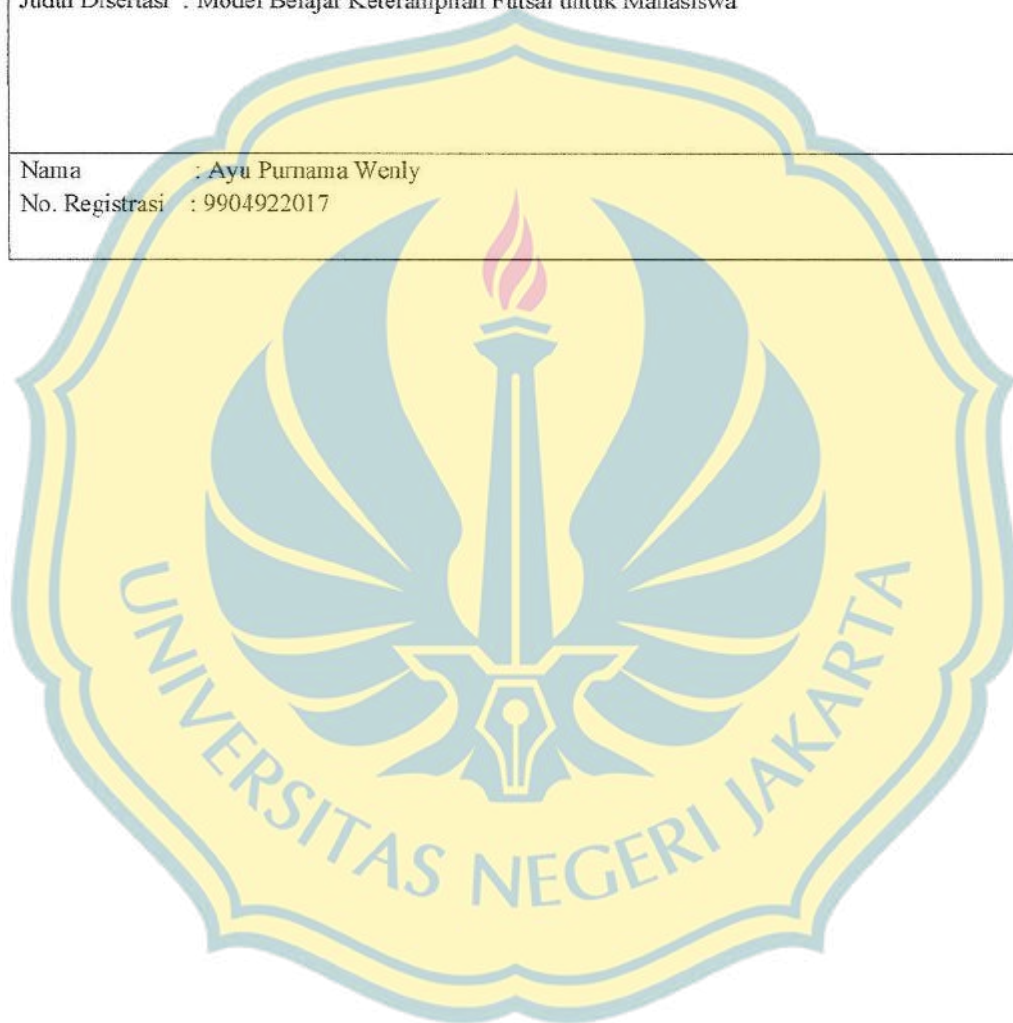 Judul Disertasi : Model Belajar Keterampilan Futsal untuk Mahasiswa
Nama : Ayu Purnama Wenly
No. Registrasi : 9904922017
UNIVERSITAS NEGERI JAKARTA